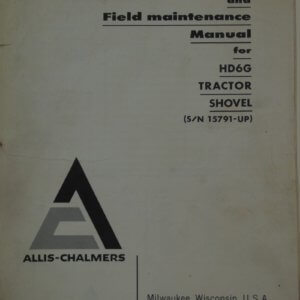 and
Field maintenance
Manual
for
HD6G
TRACTOR
SHOVEL
(S/N 15791-UP)
ALLIS-CHALMERS
Milwaukee, Wisconsin, U.S.A.